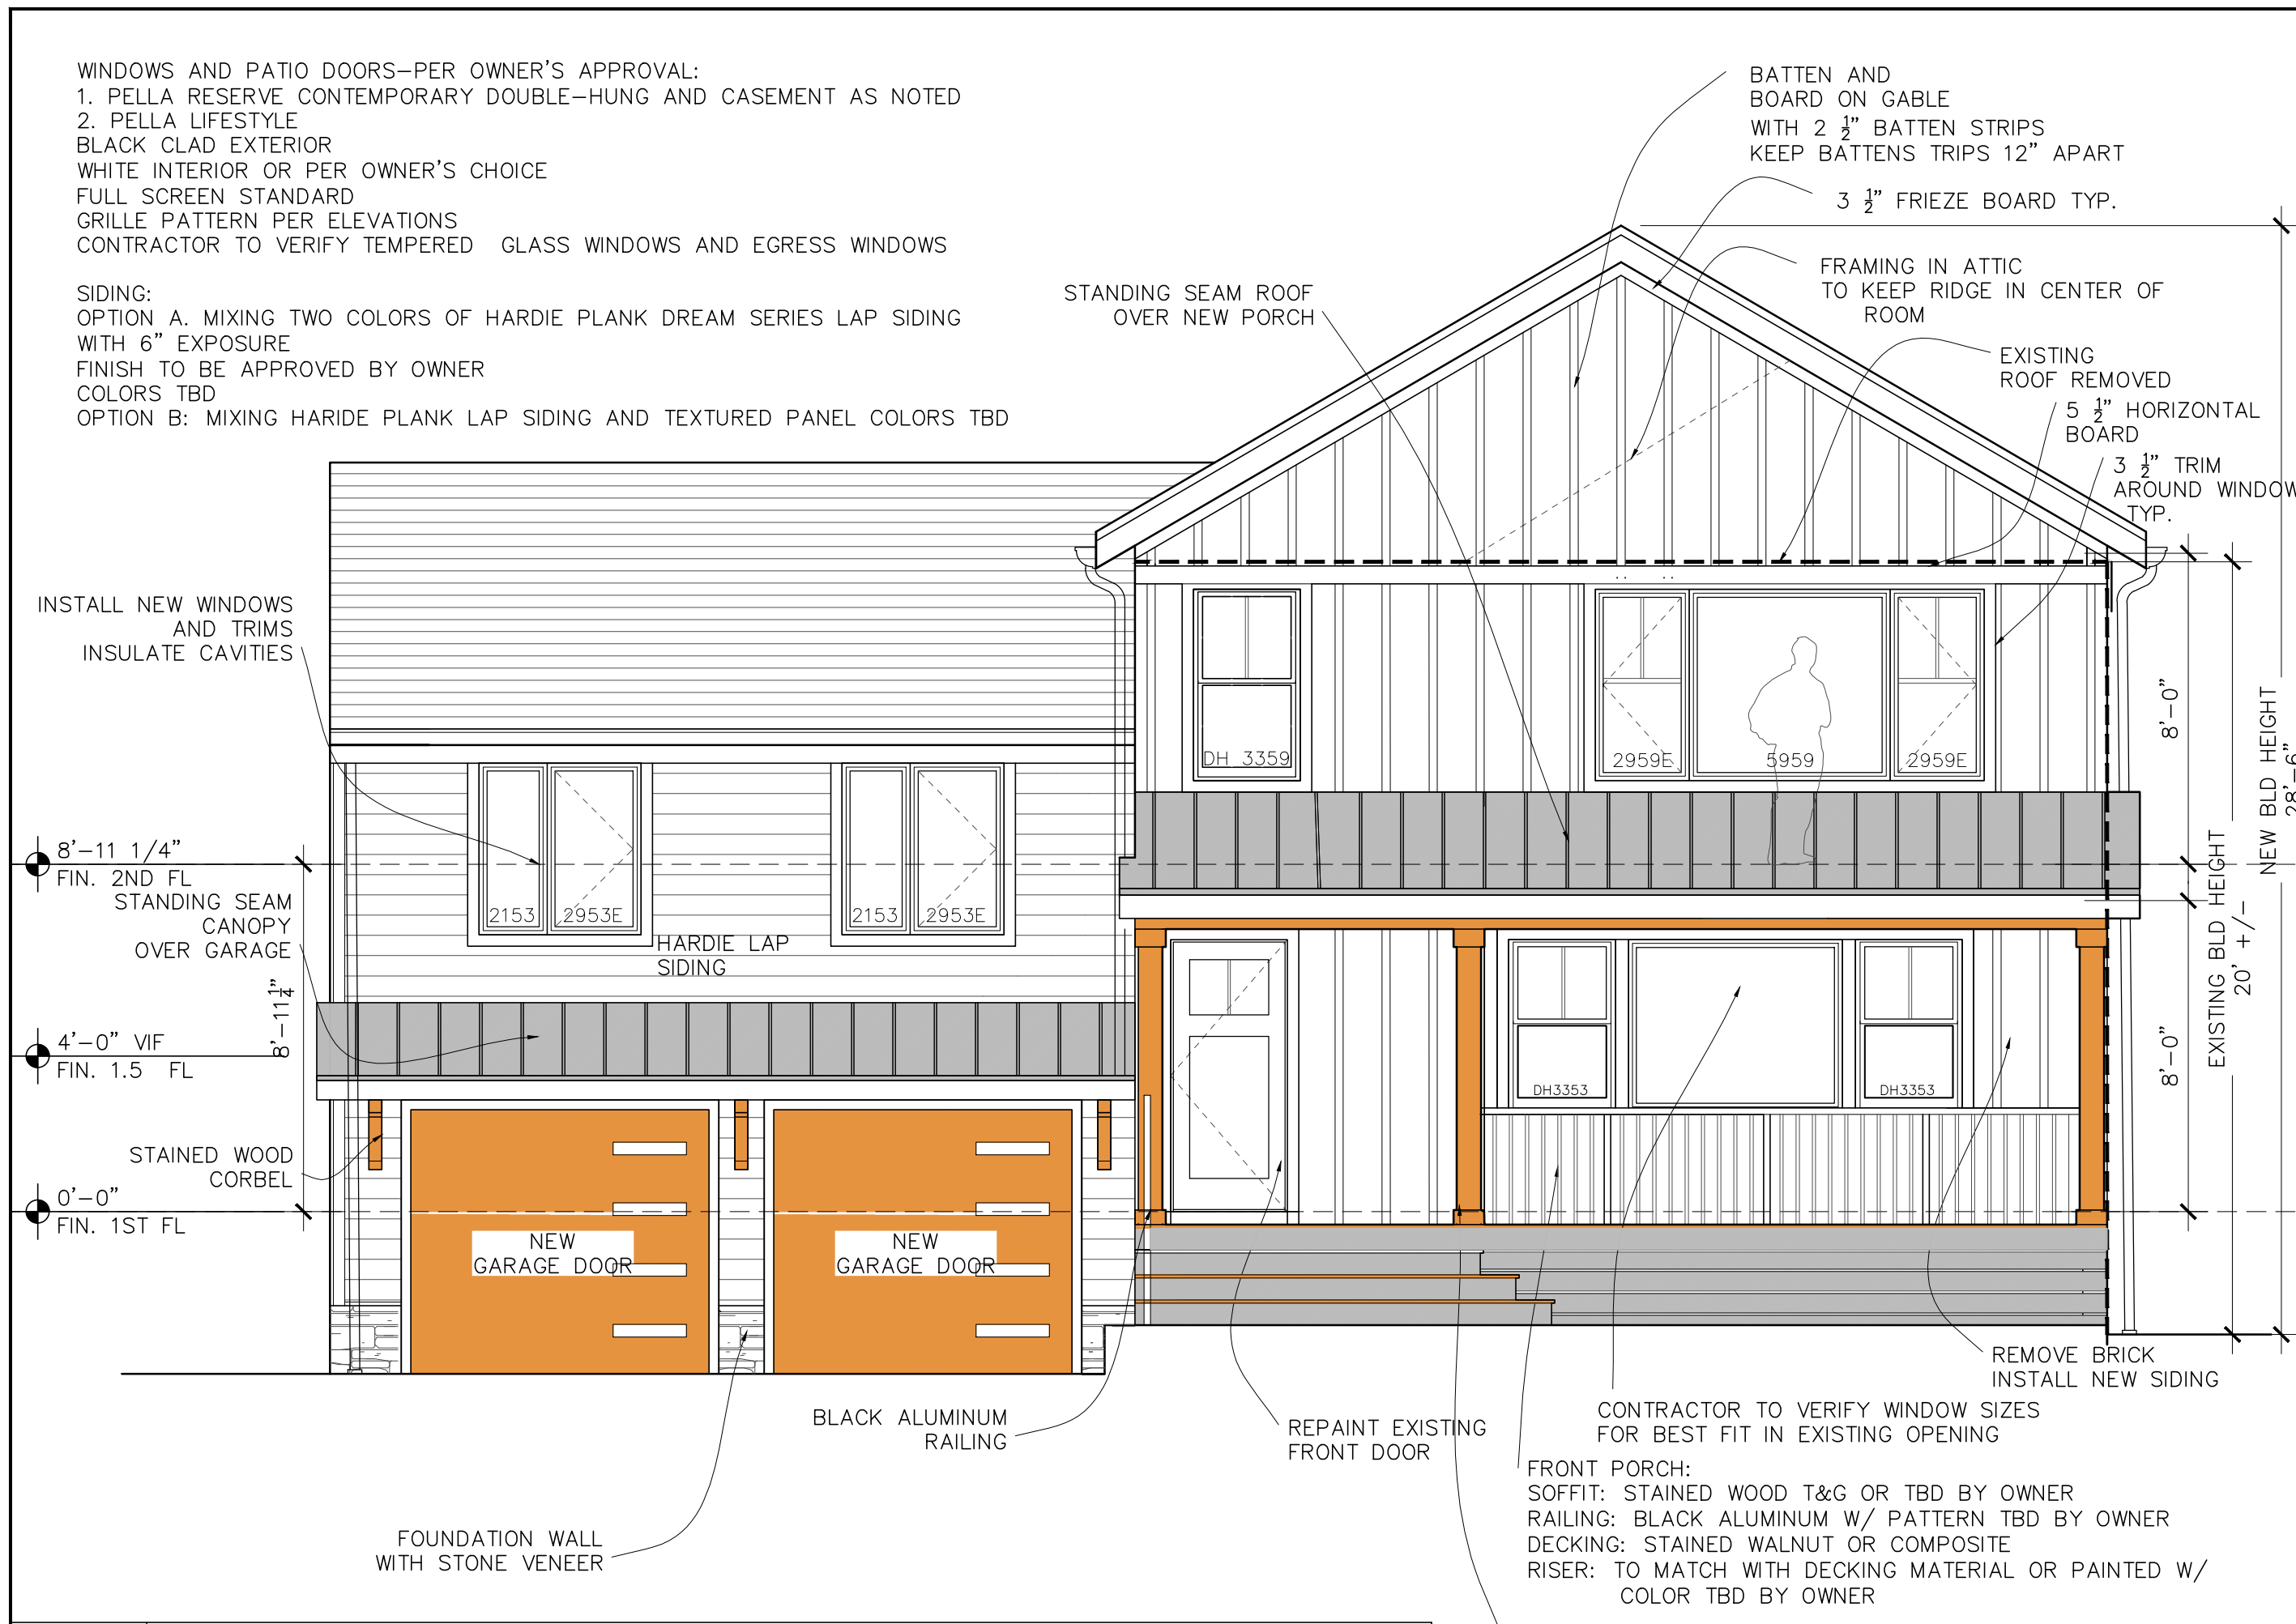 WINDOWS AND PATIO DOORS–PER OWNER'S APPROVAL:
1. PELLA RESERVE CONTEMPORARY DOUBLE–HUNG AND CASEMENT AS NOTED
2. PELLA LIFESTYLE
BLACK CLAD EXTERIOR
WHITE INTERIOR OR PER OWNER'S CHOICE
FULL SCREEN STANDARD
GRILLE PATTERN PER ELEVATIONS
CONTRACTOR TO VERIFY TEMPERED GLASS WINDOWS AND EGRESS WINDOWS
SIDING:
OPTION A. MIXING TWO COLORS OF HARDIE PLANK DREAM SERIES LAP SIDING
WITH 6" EXPOSURE
FINISH TO BE APPROVED BY OWNER
COLORS TBD
OPTION B: MIXING HARIDE PLANK LAP SIDING AND TEXTURED PANEL COLORS TBD
BATTEN AND
BOARD ON GABLE
WITH 2 1/2" BATTEN STRIPS
KEEP BATTENS TRIPS 12" APART
3 1/2" FRIEZE BOARD TYP.
FRAMING IN ATTIC
TO KEEP RIDGE IN CENTER OF
ROOM
STANDING SEAM ROOF
OVER NEW PORCH
EXISTING
ROOF REMOVED
5 1/2" HORIZONTAL
BOARD
3 1/2" TRIM
AROUND WINDOW
TYP.
INSTALL NEW WINDOWS
AND TRIMS
INSULATE CAVITIES
DH 3359
2959E
5959
2959E
8'–0"
NEW BLD HEIGHT
28'–6"
8'–11 1/4"
FIN. 2ND FL
STANDING SEAM
CANOPY
OVER GARAGE
2153
2953E
2153
2953E
HARDIE LAP
SIDING
8'–11 1/4"
EXISTING BLD HEIGHT
20' +/–
4'–0" VIF
FIN. 1.5 FL
DH3353
DH3353
8'–0"
STAINED WOOD
CORBEL
0'–0"
FIN. 1ST FL
NEW
GARAGE DOOR
NEW
GARAGE DOOR
REMOVE BRICK
INSTALL NEW SIDING
BLACK ALUMINUM
RAILING
REPAINT EXISTING
FRONT DOOR
CONTRACTOR TO VERIFY WINDOW SIZES
FOR BEST FIT IN EXISTING OPENING
FRONT PORCH:
SOFFIT: STAINED WOOD T&G OR TBD BY OWNER
RAILING: BLACK ALUMINUM W/ PATTERN TBD BY OWNER
DECKING: STAINED WALNUT OR COMPOSITE
RISER: TO MATCH WITH DECKING MATERIAL OR PAINTED W/
COLOR TBD BY OWNER
FOUNDATION WALL
WITH STONE VENEER